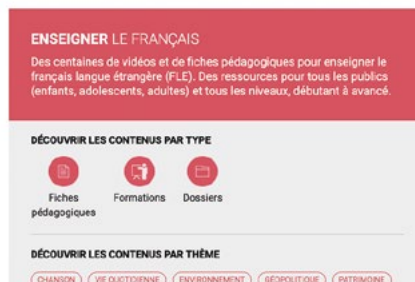 ENSEIGNER LE FRANÇAIS
Des centaines de vidéos et de fiches pédagogiques pour enseigner le
français langue étrangère (FLE). Des ressources pour tous les publics
(enfants, adolescents, adultes) et tous les niveaux, débutant à avancé.
DÉCOUVRIR LES CONTENUS PAR TYPE
Fiches Formations Dossiers
pédagogiques
DÉCOUVRIR LES CONTENUS PAR THÈME
CHANSON VIE QUOTIDIENNE ENVIRONNEMENT GÉOPOLITIQUE PATRIMOINE